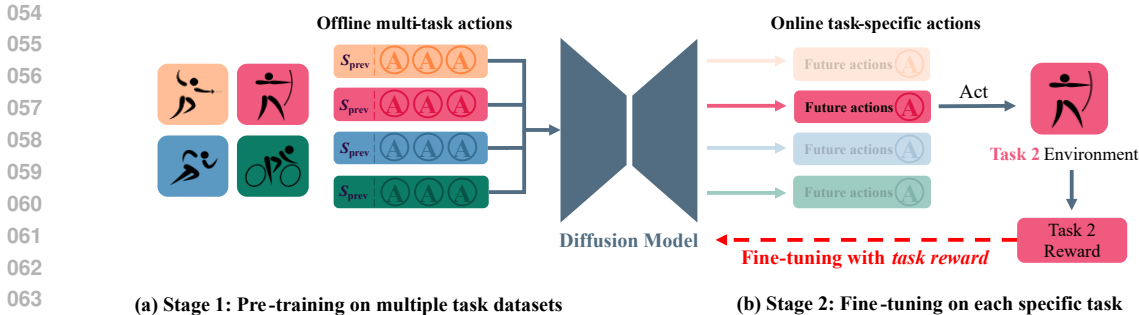 054
055
056
057
058
059
060
061
062
063
Offline multi-task actions
S_prev A A A
S_prev A A A
S_prev A A A
S_prev A A A
Diffusion Model
Online task-specific actions
Future actions A
Future actions A
Future actions A
Future actions A
Act
Task 2 Environment
Task 2
Reward
Fine-tuning with task reward
(a) Stage 1: Pre-training on multiple task datasets
(b) Stage 2: Fine-tuning on each specific task